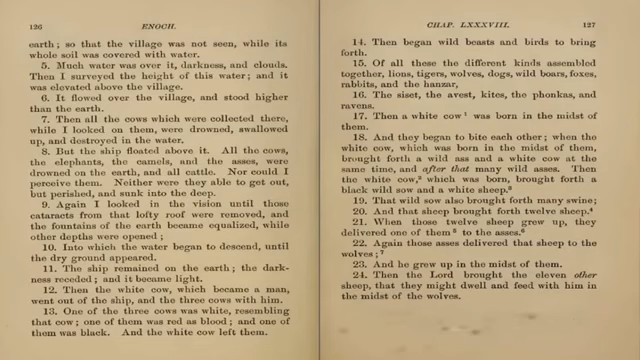 126 ENOCH.
earth; so that the village was not seen, while its
whole soil was covered with water.
5. Much water was over it, darkness, and clouds.
Then I surveyed the height of this water; and it
was elevated above the village.
6. It flowed over the village, and stood higher
than the earth.
7. Then all the cows which were collected there,
while I looked on them, were drowned, swallowed
up, and destroyed in the water.
8. But the ship floated above it. All the cows,
the elephants, the camels, and the asses, were
drowned on the earth, and all cattle. Nor could I
perceive them. Neither were they able to get out,
but perished, and sunk into the deep.
9. Again I looked in the vision until those
cataracts from that lofty roof were removed, and
the fountains of the earth became equalized, while
other depths were opened;
10. Into which the water began to descend, until
the dry ground appeared.
11. The ship remained on the earth; the dark-
ness receded; and it became light.
12. Then the white cow, which became a man,
went out of the ship, and the three cows with him.
13. One of the three cows was white, resembling
that cow; one of them was red as blood; and one of
them was black. And the white cow left them.
CHAP. LXXXVIII. 127
14. Then began wild beasts and birds to bring
forth.
15. Of all these the different kinds assembled
together, lions, tigers, wolves, dogs, wild boars, foxes,
rabbits, and the hanzar,
16. The siset, the avest, kites, the phonkas, and
ravens.
17. Then a white cow¹ was born in the midst of
them.
18. And they began to bite each other; when the
white cow, which was born in the midst of them,
brought forth a wild ass and a white cow at the
same time, and after that many wild asses. Then
the white cow,² which was born, brought forth a
black wild sow and a white sheep.³
19. That wild sow also brought forth many swine;
20. And that sheep brought forth twelve sheep.⁴
21. When those twelve sheep grew up, they
delivered one of them⁵ to the asses.⁶
22. Again those asses delivered that sheep to the
wolves;⁷
23. And he grew up in the midst of them.
24. Then the Lord brought the eleven other
sheep, that they might dwell and feed with him in
the midst of the wolves.